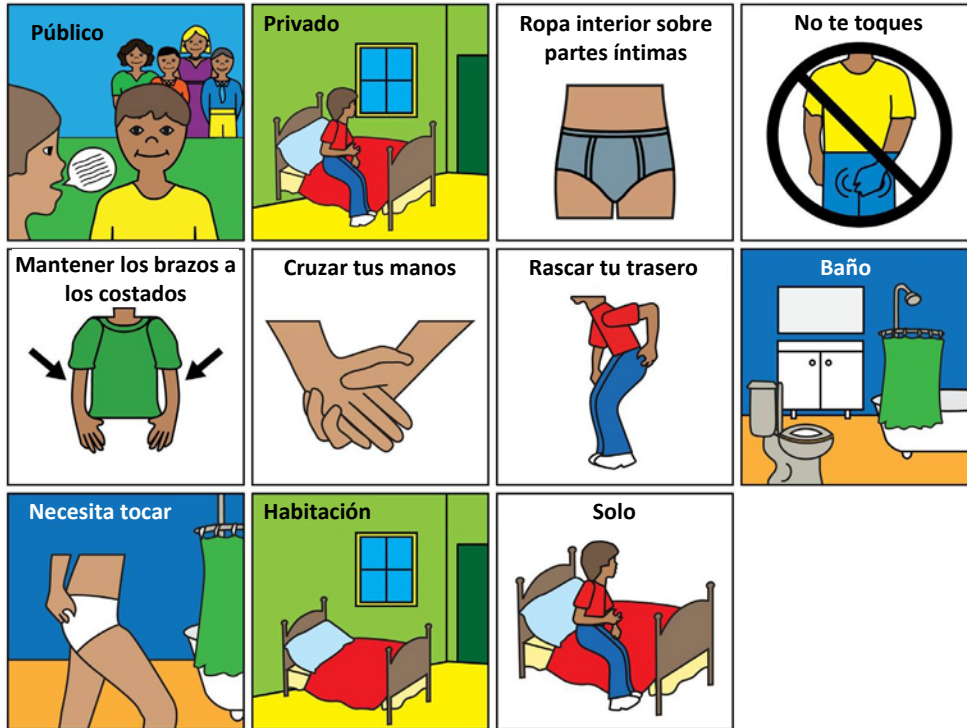 Público
Privado
Ropa interior sobre
partes íntimas
No te toques
Mantener los brazos a
los costados
Cruzar tus manos
Rascar tu trasero
Baño
Necesita tocar
Habitación
Solo